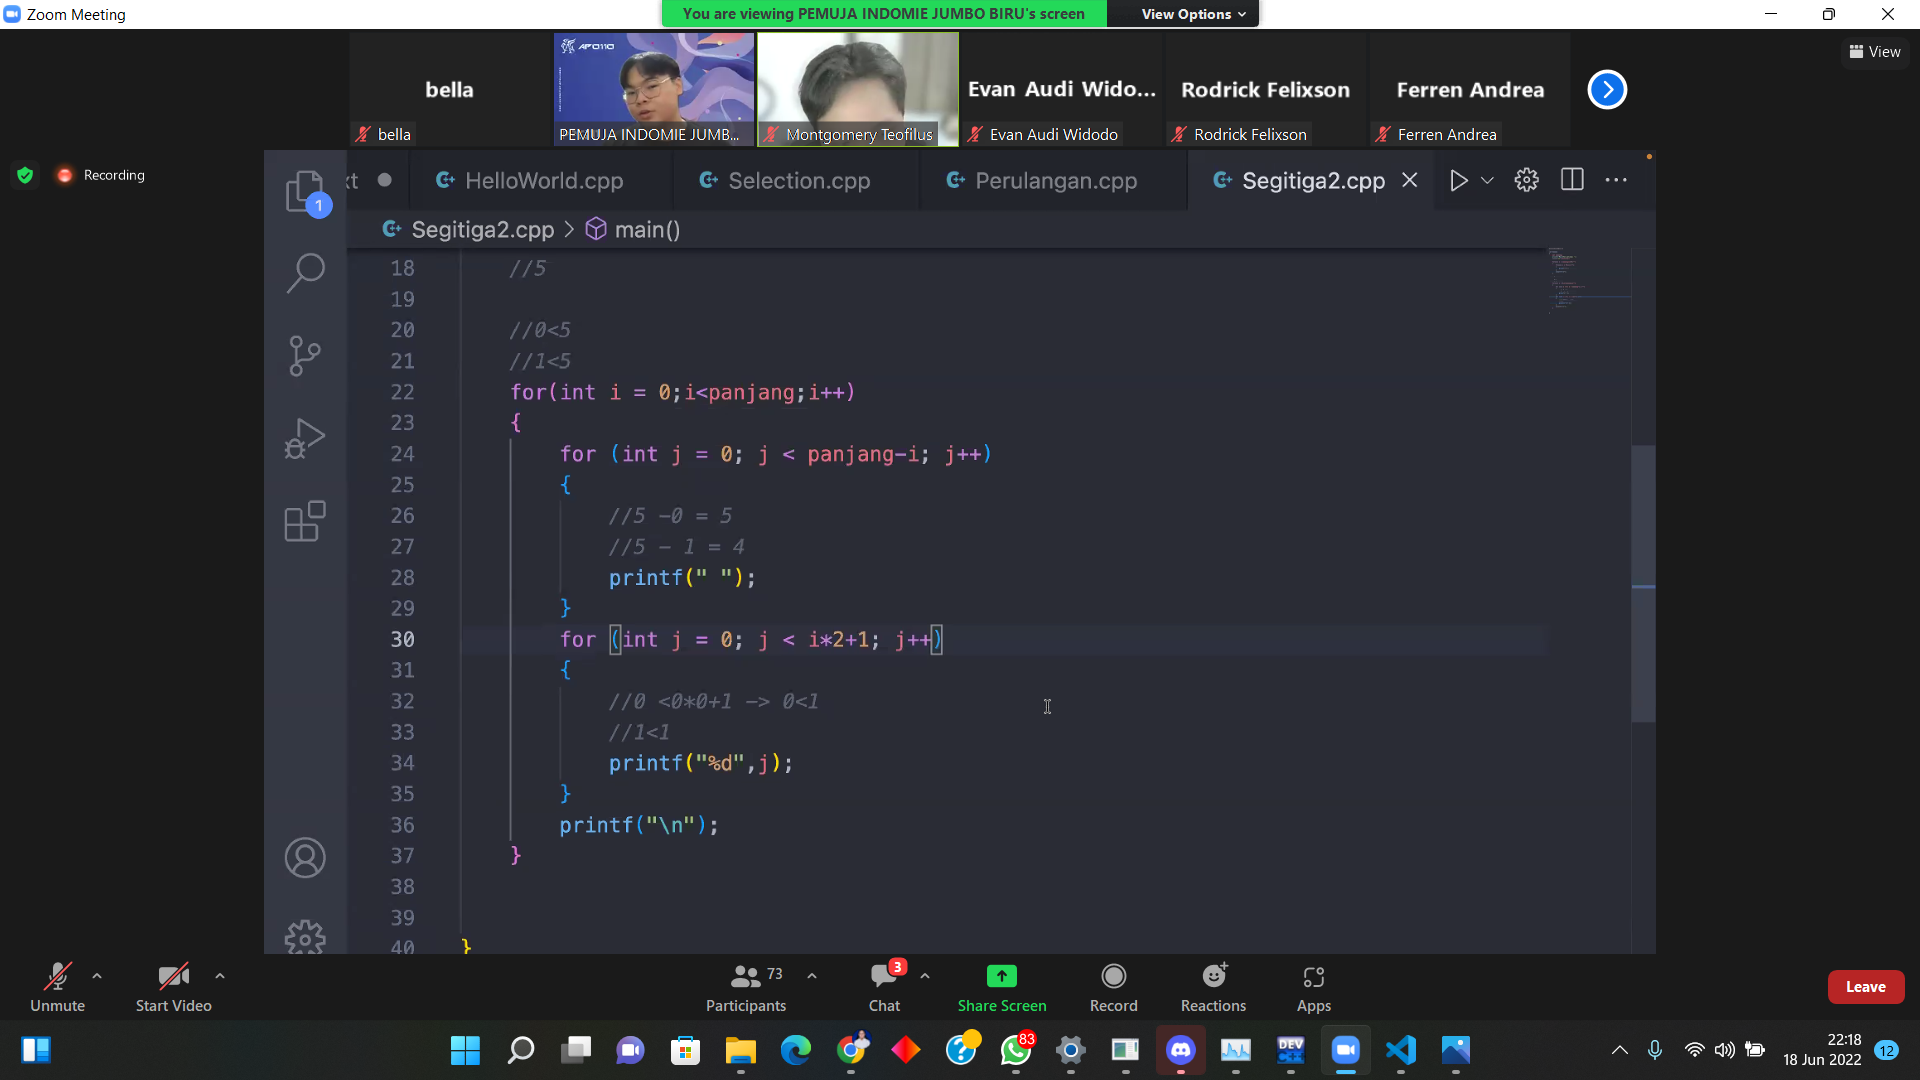 Zoom Meeting
You are viewing PEMUJA INDOMIE JUMBO BIRU's screen
View Options
View
bella
bella
APOLLO
PEMUJA INDOMIE JUMB...
Montgomery Teofilus
Evan Audi Wido...
Evan Audi Widodo
Rodrick Felixson
Rodrick Felixson
Ferren Andrea
Ferren Andrea
Recording
xt
HelloWorld.cpp
Selection.cpp
Perulangan.cpp
Segitiga2.cpp
1
Segitiga2.cpp > main()
18 //5
19
20 //0<5
21 //1<5
22 for(int i = 0;i<panjang;i++)
23 {
24 for (int j = 0; j < panjang-i; j++)
25 {
26 //5 -0 = 5
27 //5 - 1 = 4
28 printf(" ");
29 }
30 for (int j = 0; j < i*2+1; j++)
31 {
32 //0 <0*0+1 -> 0<1
33 //1<1
34 printf("%d",j);
35 }
36 printf("\n");
37 }
38
39
40 }
Unmute
Start Video
73
Participants
3
Chat
Share Screen
Record
Reactions
Apps
Leave
83
DEV
C++
22:18
18 Jun 2022
12